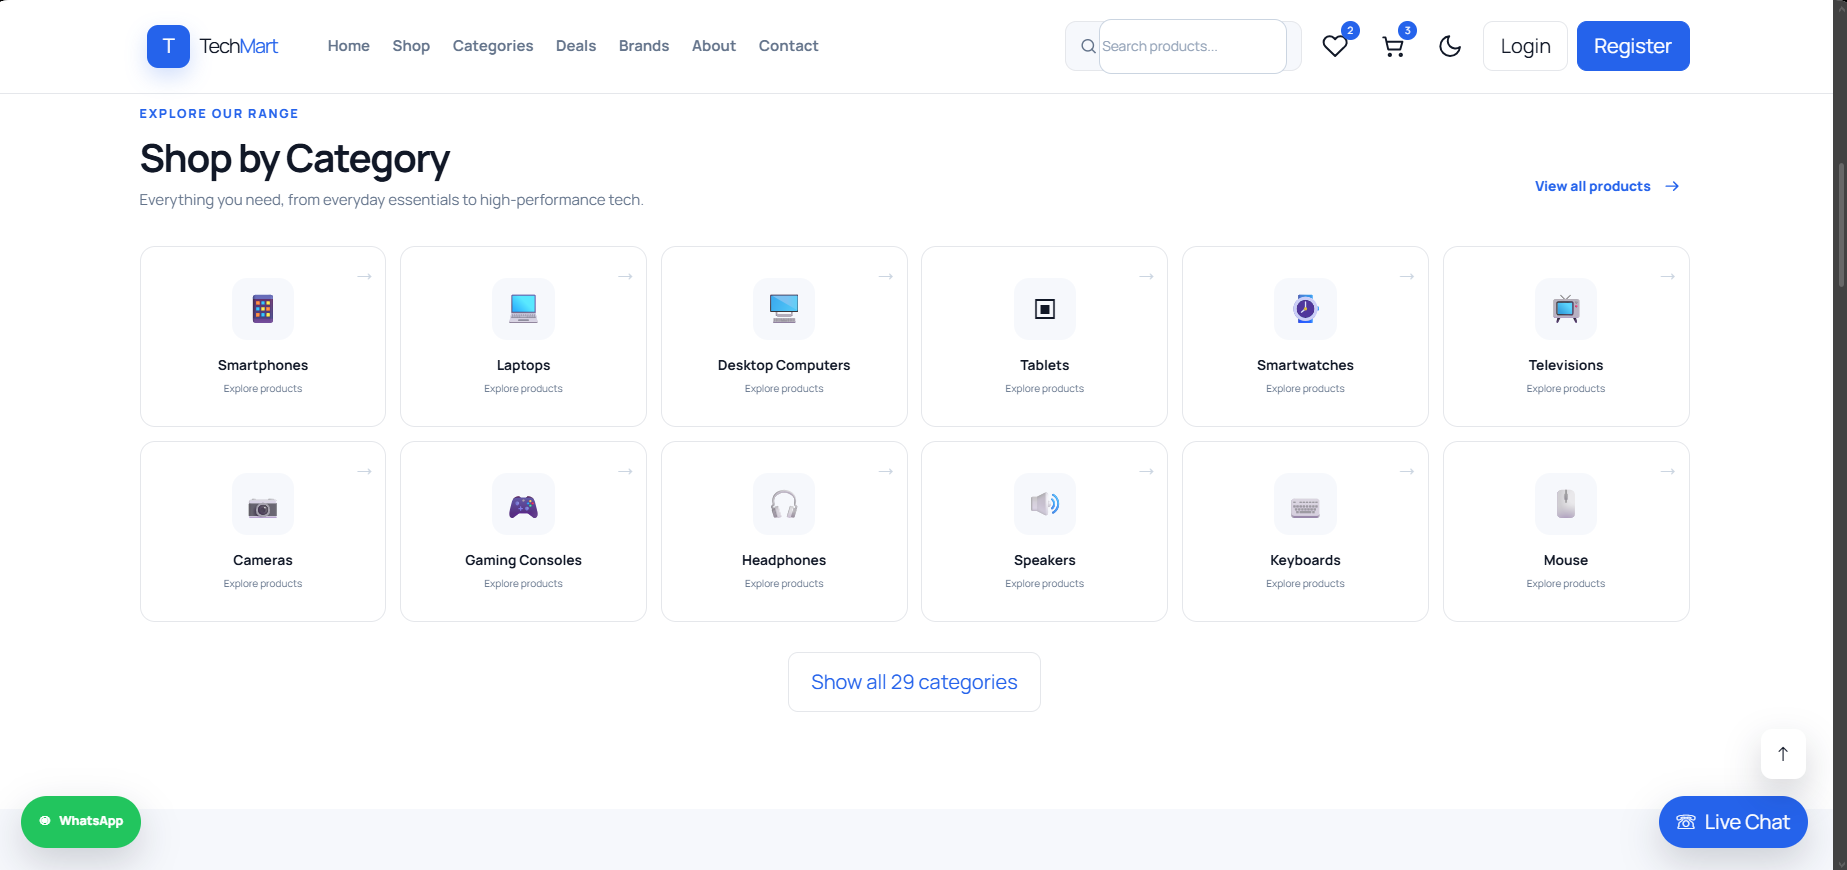 T TechMart Home Shop Categories Deals Brands About Contact Search products... 2 3 Login Register
EXPLORE OUR RANGE
Shop by Category
Everything you need, from everyday essentials to high-performance tech.
View all products →
→ → → → → →
Smartphones Laptops Desktop Computers Tablets Smartwatches Televisions
Explore products Explore products Explore products Explore products Explore products Explore products
→ → → → → →
Cameras Gaming Consoles Headphones Speakers Keyboards Mouse
Explore products Explore products Explore products Explore products Explore products Explore products
Show all 29 categories
↑
WhatsApp ☏ Live Chat